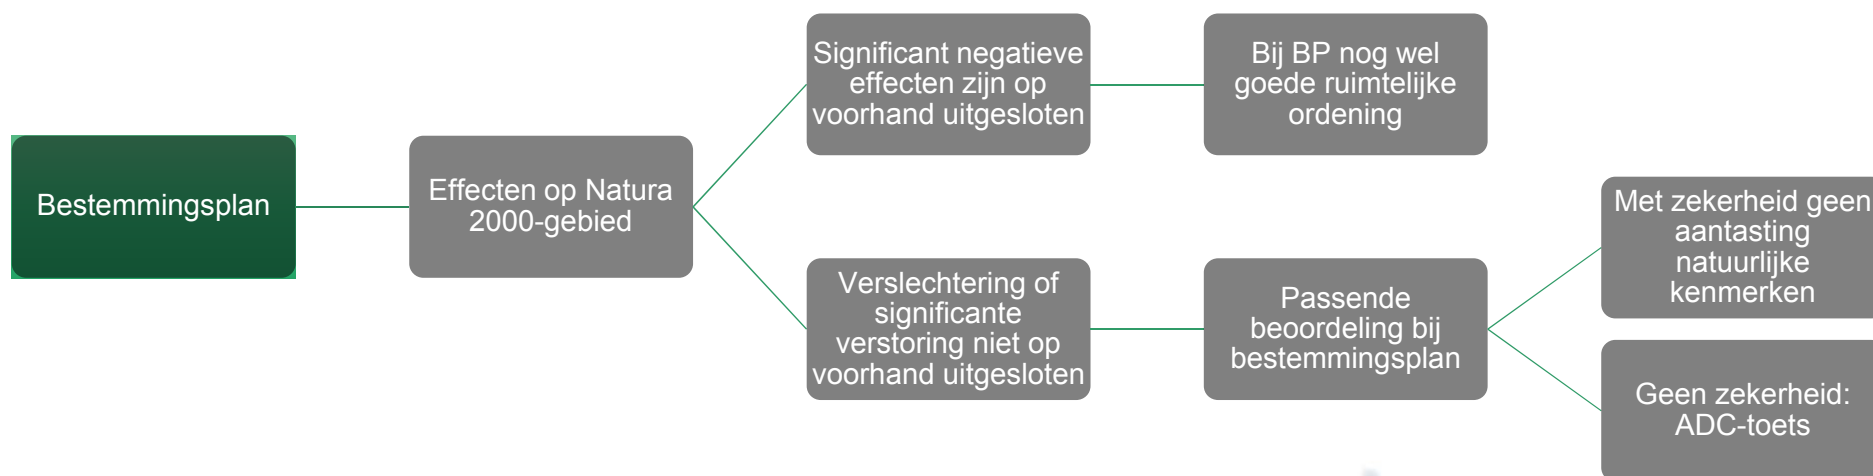 Bestemmingsplan
Effecten op Natura
2000-gebied
Significant negatieve
effecten zijn op
voorhand uitgesloten
Bij BP nog wel
goede ruimtelijke
ordening
Verslechtering of
significante
verstoring niet op
voorhand uitgesloten
Passende
beoordeling bij
bestemmingsplan
Met zekerheid geen
aantasting
natuurlijke
kenmerken
Geen zekerheid:
ADC-toets